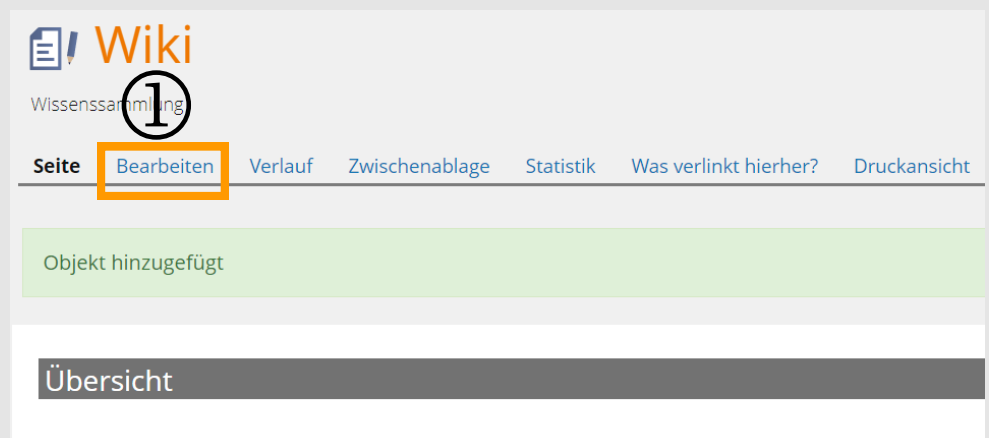 Wiki
Wissenssammlung
①
Seite Bearbeiten Verlauf Zwischenablage Statistik Was verlinkt hierher? Druckansicht
Objekt hinzugefügt
Übersicht